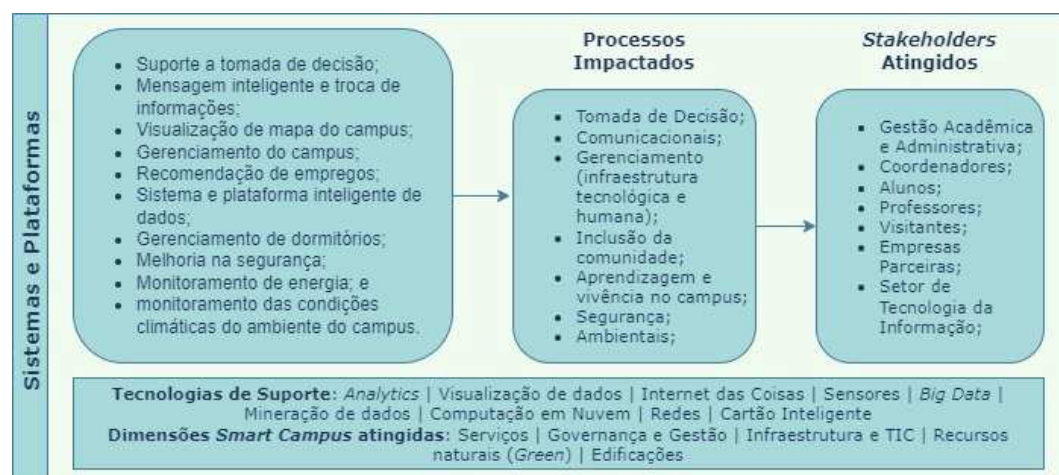 Sistemas e Plataformas
Suporte a tomada de decisão;
Mensagem inteligente e troca de
informações;
Visualização de mapa do campus;
Gerenciamento do campus;
Recomendação de empregos;
Sistema e plataforma inteligente de
dados;
Gerenciamento de dormitórios;
Melhoria na segurança;
Monitoramento de energia; e
monitoramento das condições
climáticas do ambiente do campus.
Processos
Impactados
Tomada de Decisão;
Comunicacionais;
Gerenciamento
(infraestrutura
tecnológica e
humana);
Inclusão da
comunidade;
Aprendizagem e
vivência no campus;
Segurança;
Ambientais;
Stakeholders
Atingidos
Gestão Acadêmica
e Administrativa;
Coordenadores;
Alunos;
Professores;
Visitantes;
Empresas
Parceiras;
Setor de
Tecnologia da
Informação;
Tecnologias de Suporte: Analytics | Visualização de dados | Internet das Coisas | Sensores | Big Data |
Mineração de dados | Computação em Nuvem | Redes | Cartão Inteligente
Dimensões Smart Campus atingidas: Serviços | Governança e Gestão | Infraestrutura e TIC | Recursos
naturais (Green) | Edificações